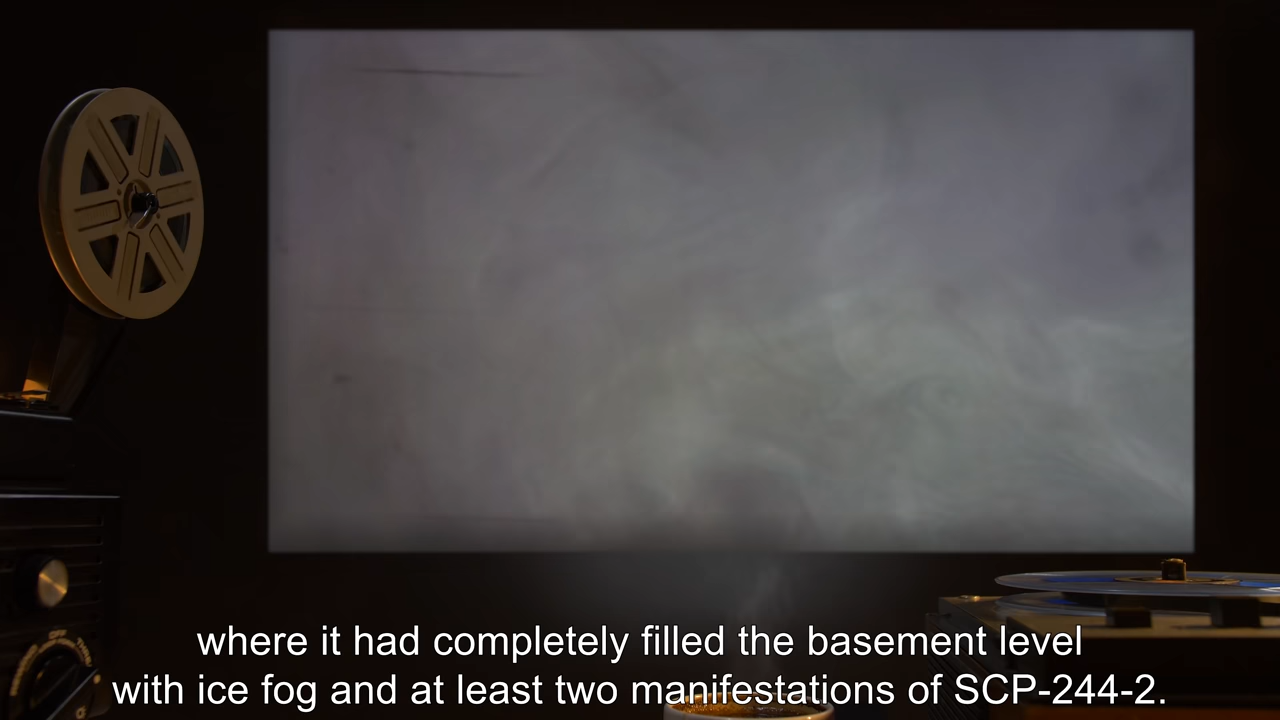 where it had completely filled the basement level
with ice fog and at least two manifestations of SCP-244-2.